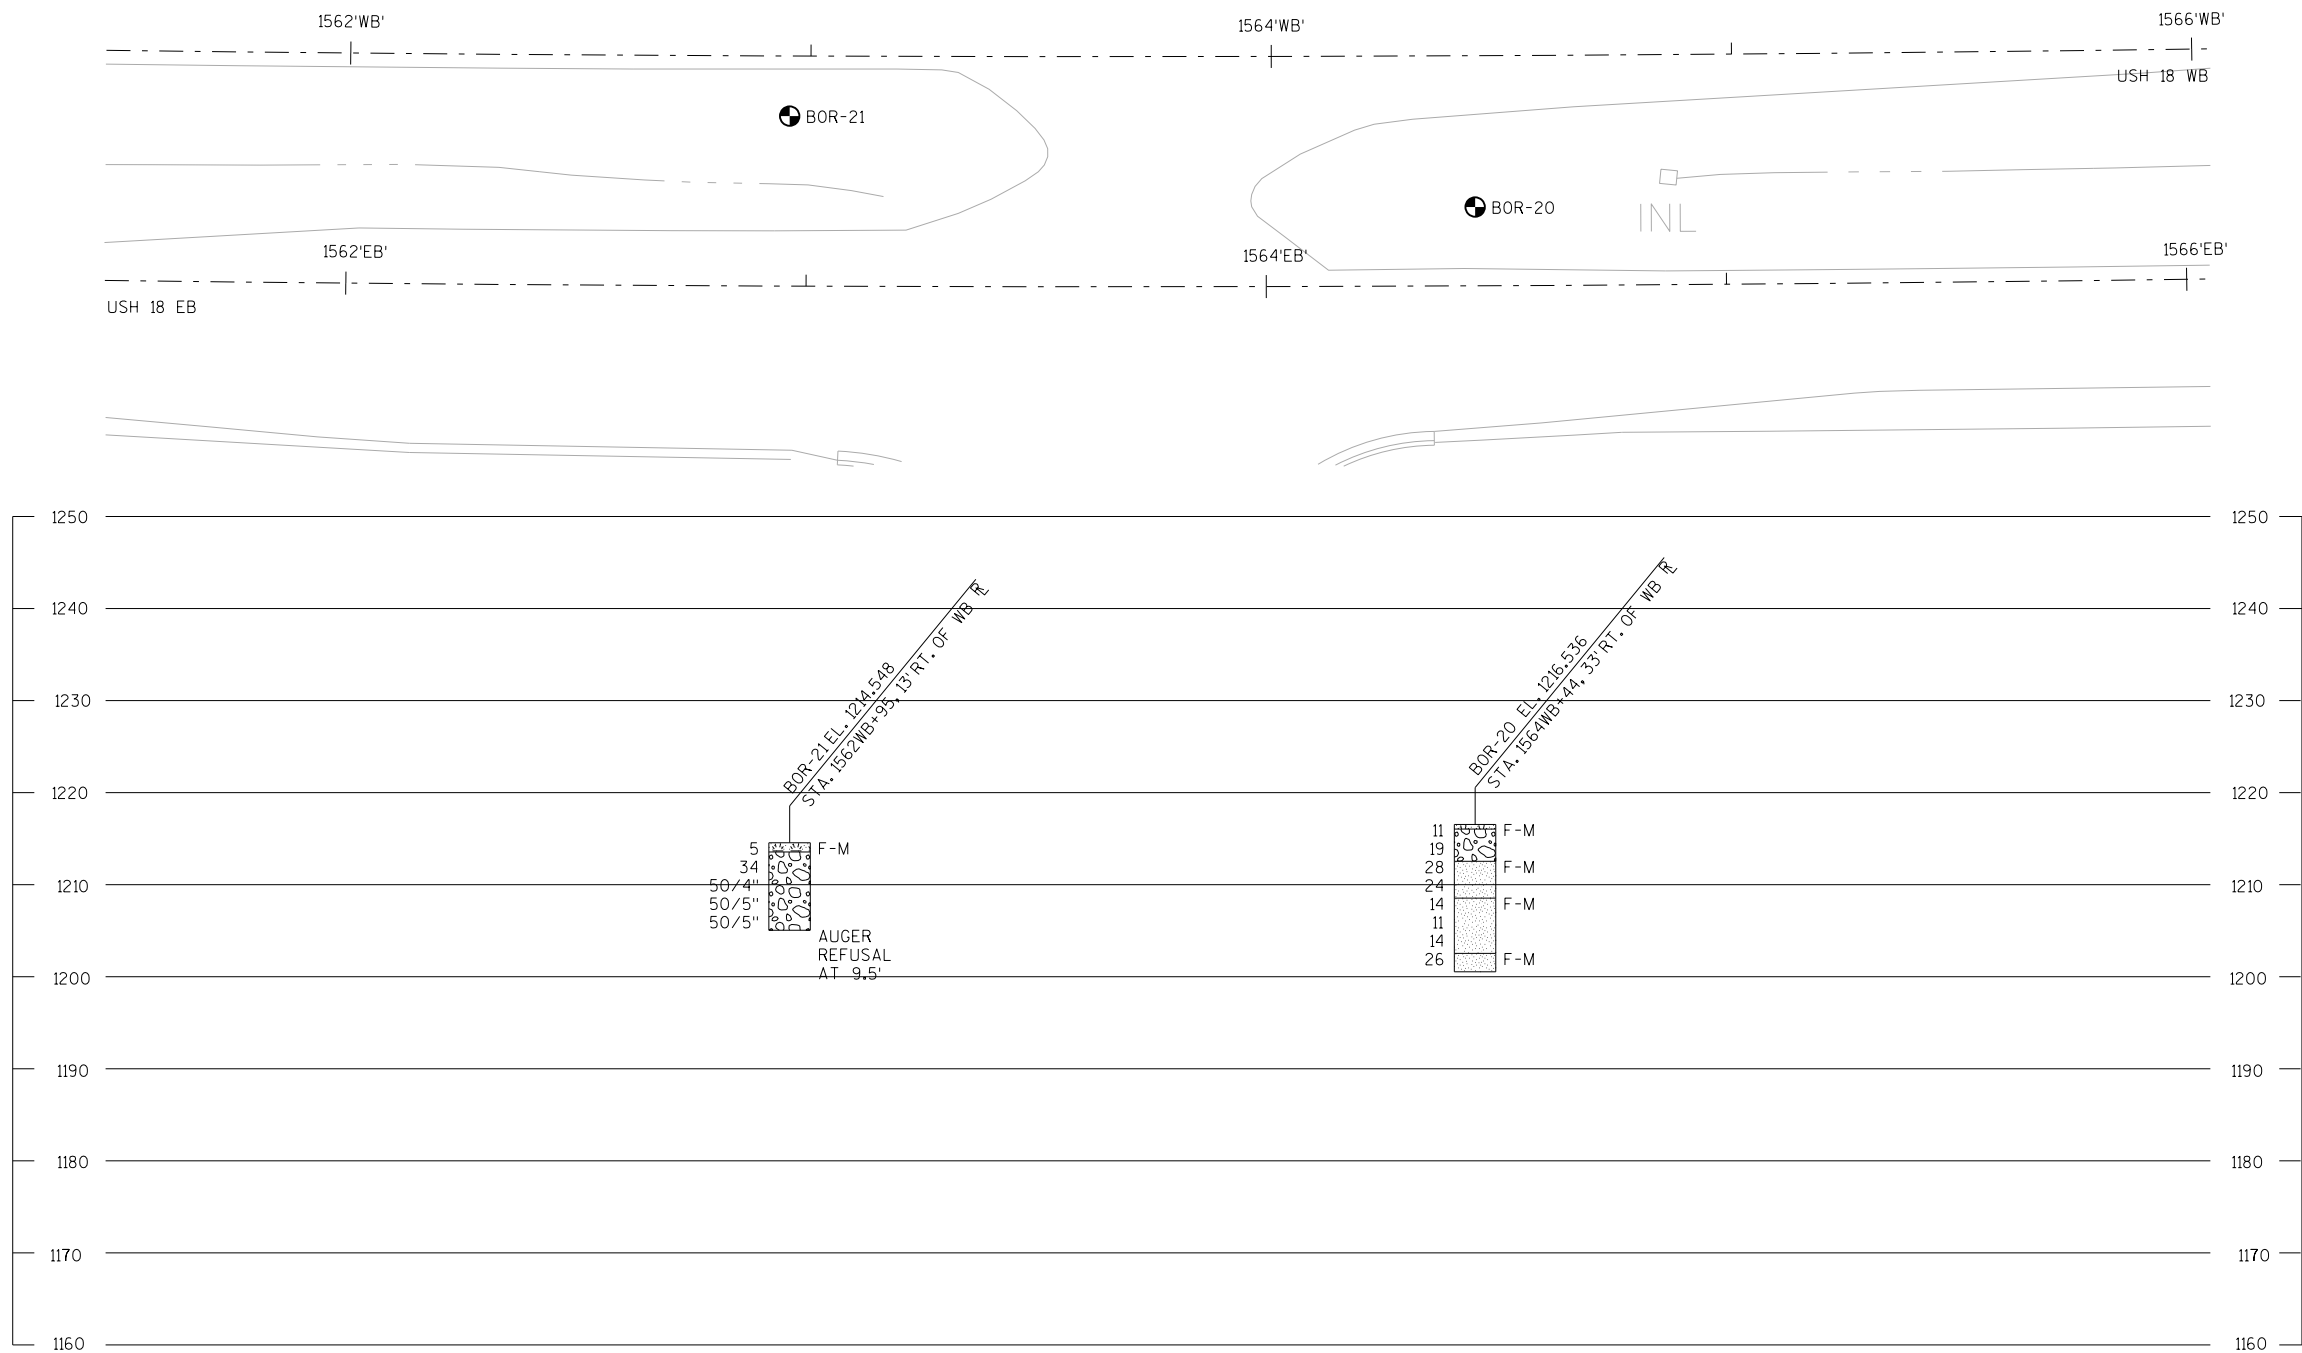 1562'WB'
1564'WB'
1566'WB'
USH 18 WB
BOR-21
BOR-20
INL
1562'EB'
1564'EB'
1566'EB'
USH 18 EB
1250 1250
1240 1240
1230 1230
1220 1220
1210 1210
1200 1200
1190 1190
1180 1180
1170 1170
1160 1160
BOR-21 EL. 1214.548
STA. 1562WB+95, 13' RT. OF WB RL
5 F-M
34
50/4"
50/5"
50/5"
AUGER
REFUSAL
AT 9.5'
BOR-20 EL. 1216.536
STA. 1564WB+44, 33' RT. OF WB RL
11 F-M
19
28 F-M
24
14 F-M
11
14
26 F-M